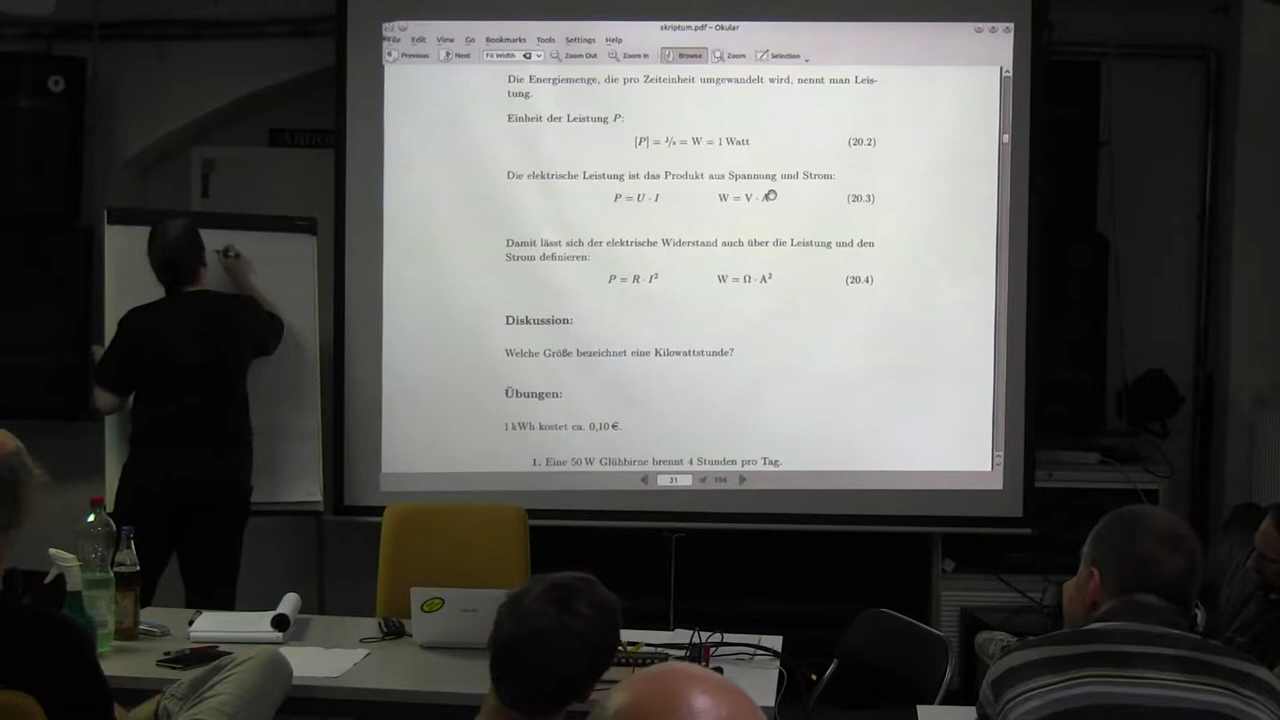 skriptum.pdf – Okular
File Edit View Go Bookmarks Tools Settings Help
Previous Next Fit Width Zoom Out Zoom In Browse Zoom Selection
Die Energiemenge, die pro Zeiteinheit umgewandelt wird, nennt man Leis-
tung.
Einheit der Leistung P:
[P] = J/s = W = 1 Watt (20.2)
Die elektrische Leistung ist das Produkt aus Spannung und Strom:
P = U · I W = V · A (20.3)
Damit lässt sich der elektrische Widerstand auch über die Leistung und den
Strom definieren:
P = R · I² W = Ω · A² (20.4)
Diskussion:
Welche Größe bezeichnet eine Kilowattstunde?
Übungen:
1 kWh kostet ca. 0,10 €.
1. Eine 50 W Glühbirne brennt 4 Stunden pro Tag.
31 of 194